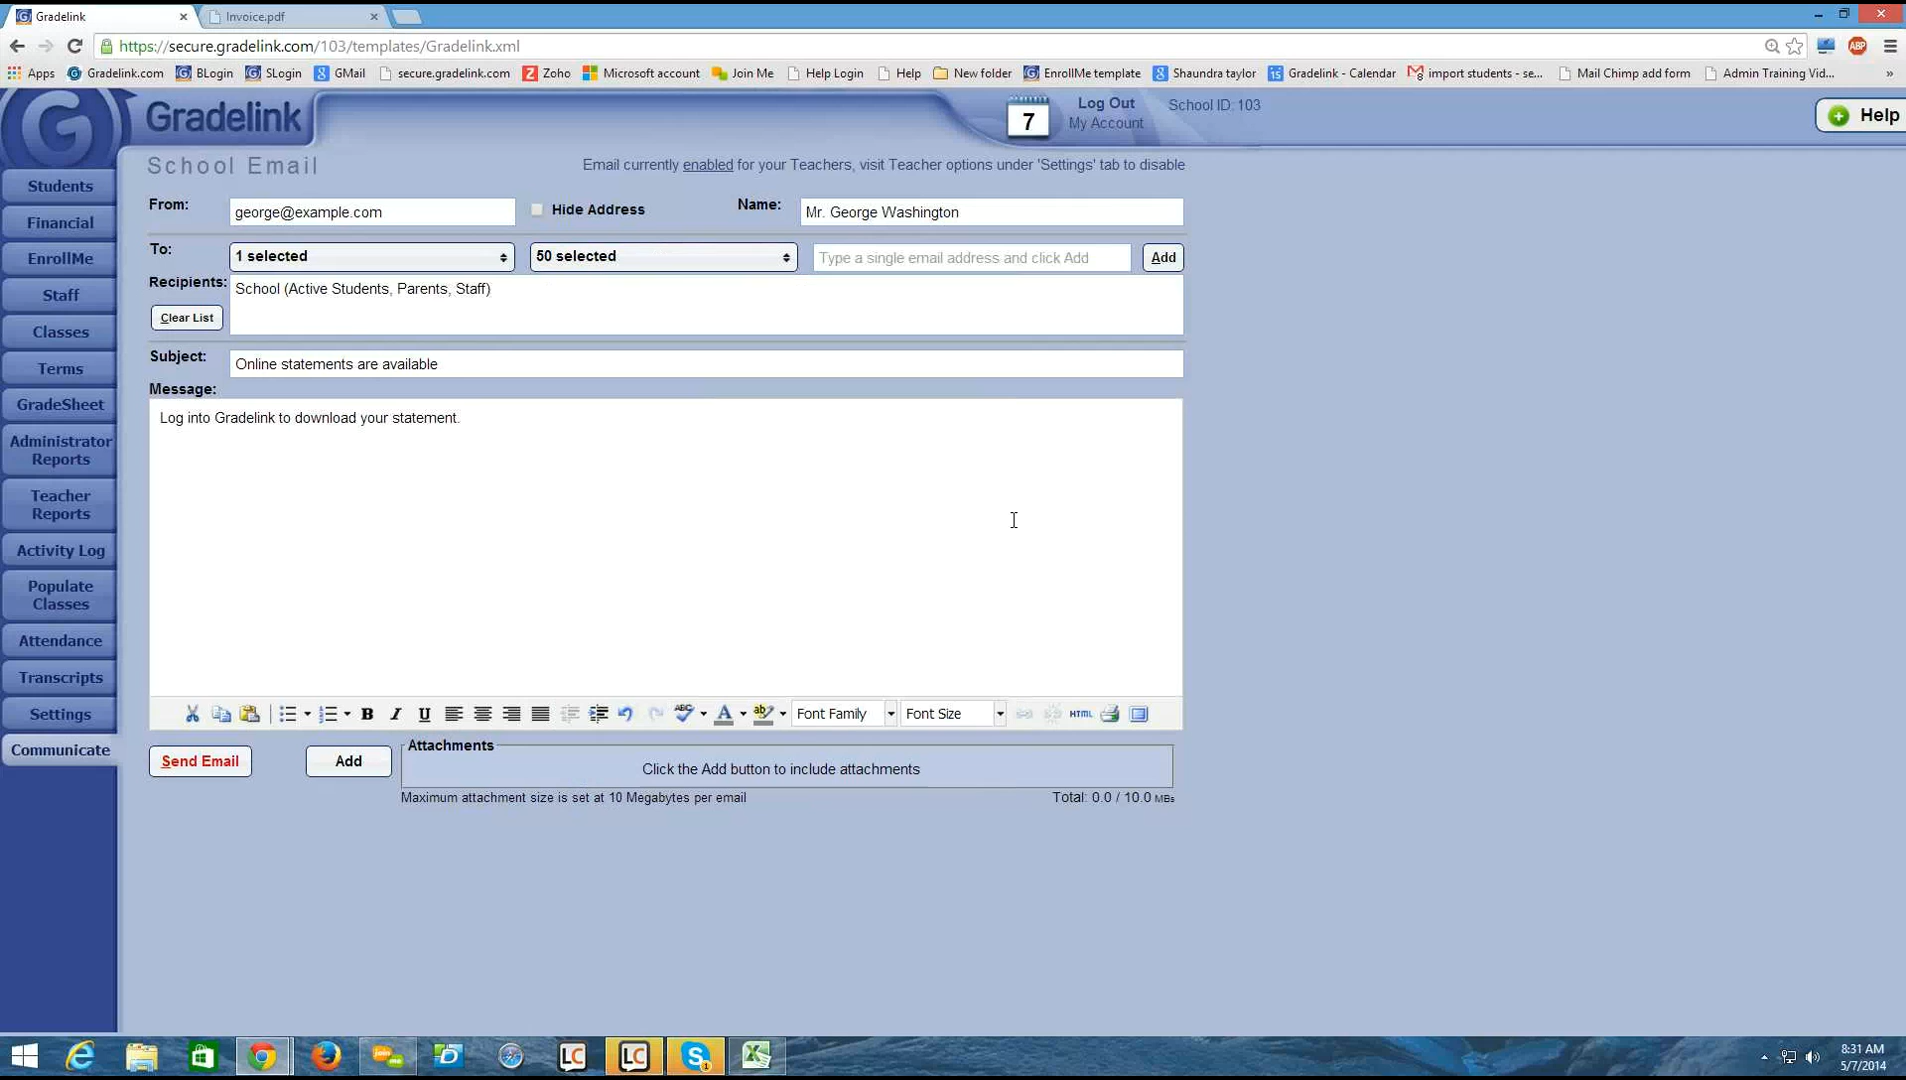 Gradelink
Invoice.pdf
https://secure.gradelink.com/103/templates/Gradelink.xml
ABP
Apps
Gradelink.com
BLogin
SLogin
GMail
secure.gradelink.com
Zoho
Microsoft account
Join Me
Help Login
Help
New folder
EnrollMe template
Shaundra taylor
Gradelink - Calendar
import students - se...
Mail Chimp add form
Admin Training Vid...
»
G
Gradelink
7
Log Out
My Account
School ID: 103
Help
School Email
Email currently enabled for your Teachers, visit Teacher options under 'Settings' tab to disable
From:
george@example.com
Hide Address
Name:
Mr. George Washington
To:
1 selected
50 selected
Type a single email address and click Add
Add
Recipients:
School (Active Students, Parents, Staff)
Clear List
Subject:
Online statements are available
Message:
Log into Gradelink to download your statement.
Students
Financial
EnrollMe
Staff
Classes
Terms
GradeSheet
Administrator
Reports
Teacher
Reports
Activity Log
Populate
Classes
Attendance
Transcripts
Settings
Communicate
B
I
U
ABC
A
ab
Font Family
Font Size
HTML
Send Email
Add
Attachments
Click the Add button to include attachments
Maximum attachment size is set at 10 Megabytes per email
Total: 0.0 / 10.0 MBs
LC
LC
8:31 AM
5/7/2014